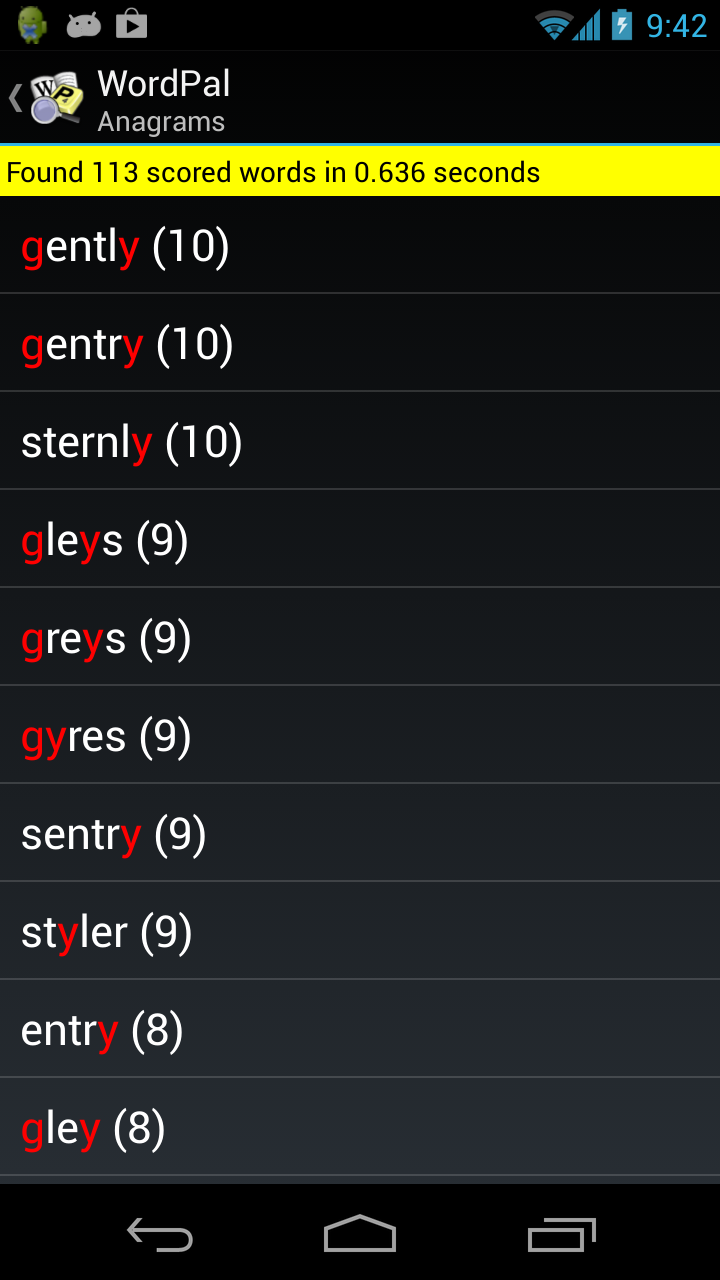 9:42
WordPal
Anagrams
Found 113 scored words in 0.636 seconds
gently (10)
gentry (10)
sternly (10)
gleys (9)
greys (9)
gyres (9)
sentry (9)
styler (9)
entry (8)
gley (8)